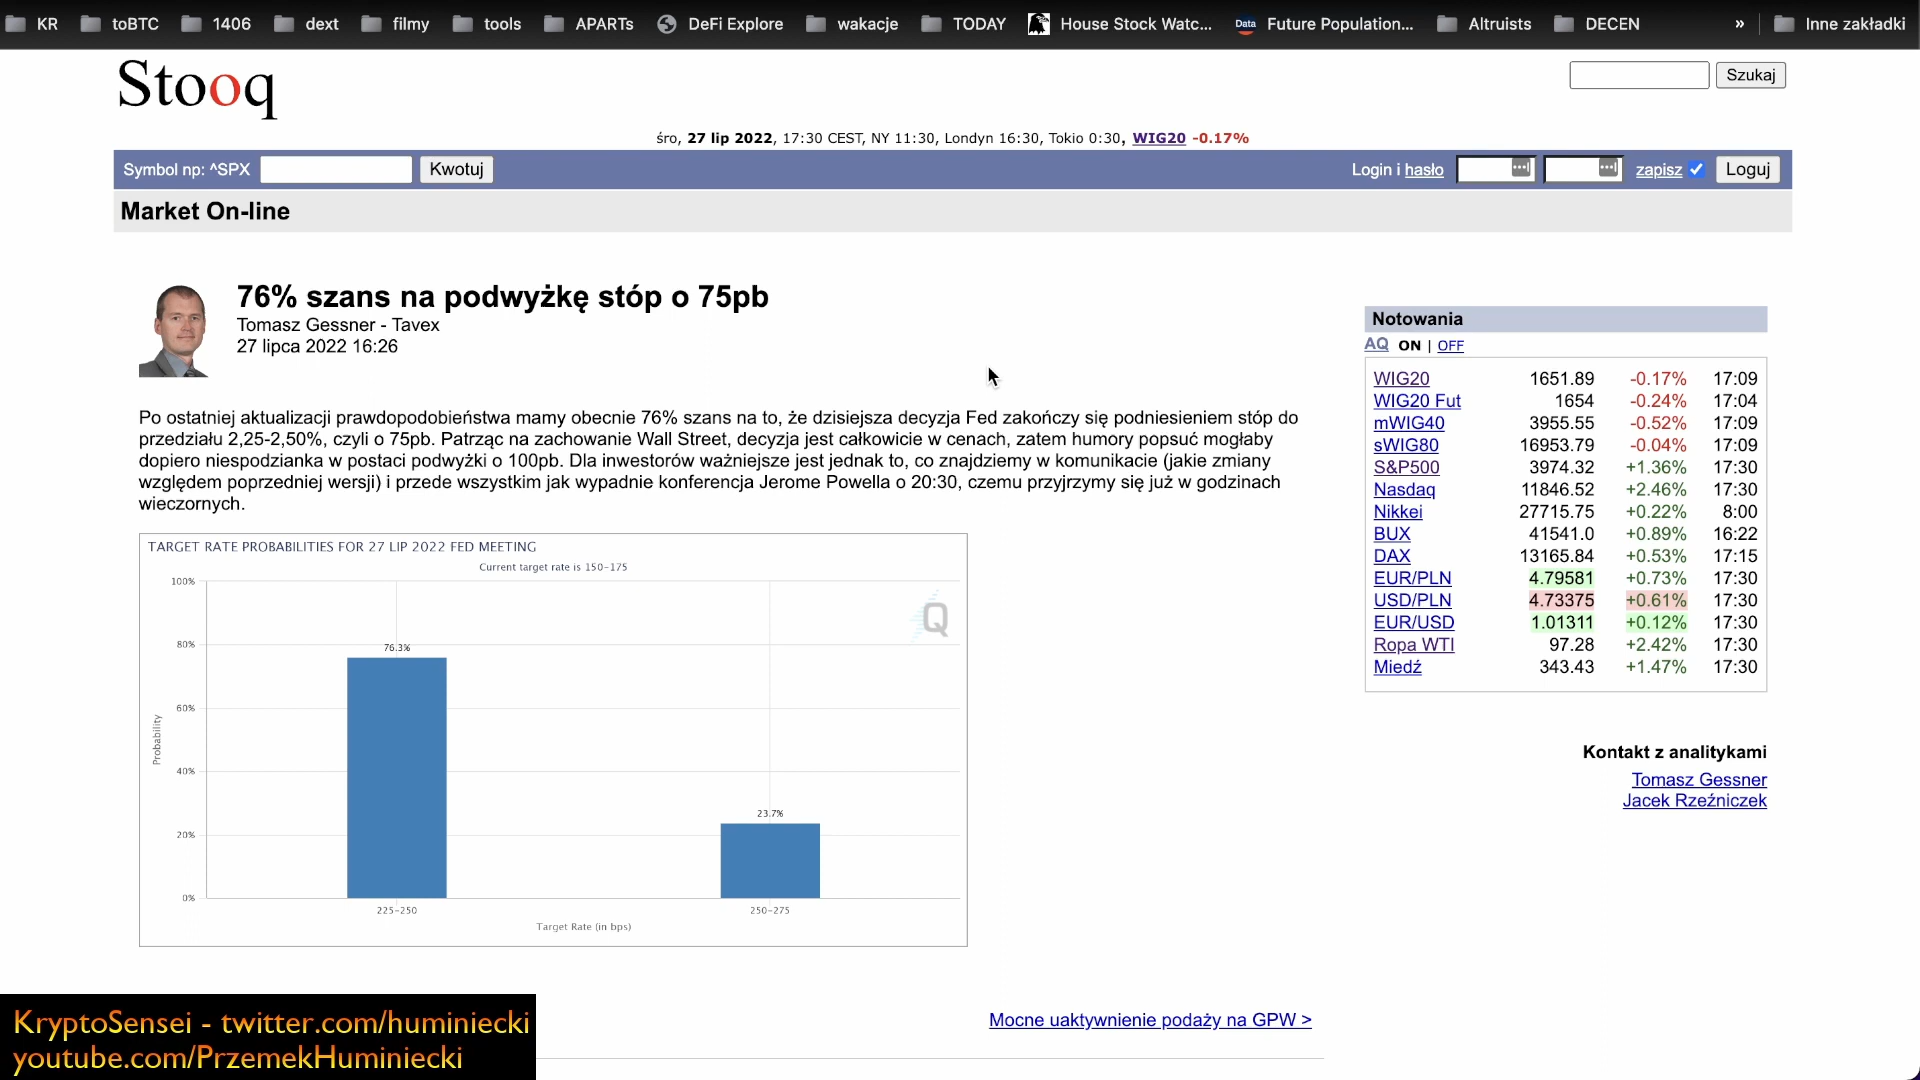 KR toBTC 1406 dext filmy tools APARTs DeFi Explore wakacje TODAY House Stock Watc... Data Future Population... Altruists DECEN » Inne zakładki
Stooq
Szukaj
śro, 27 lip 2022, 17:30 CEST, NY 11:30, Londyn 16:30, Tokio 0:30, WIG20 -0.17%
Symbol np: ^SPX Kwotuj Login i hasło zapisz Loguj
Market On-line
76% szans na podwyżkę stóp o 75pb
Tomasz Gessner - Tavex
27 lipca 2022 16:26
Po ostatniej aktualizacji prawdopodobieństwa mamy obecnie 76% szans na to, że dzisiejsza decyzja Fed zakończy się podniesieniem stóp do
przedziału 2,25-2,50%, czyli o 75pb. Patrząc na zachowanie Wall Street, decyzja jest całkowicie w cenach, zatem humory popsuć mogłaby
dopiero niespodzianka w postaci podwyżki o 100pb. Dla inwestorów ważniejsze jest jednak to, co znajdziemy w komunikacie (jakie zmiany
względem poprzedniej wersji) i przede wszystkim jak wypadnie konferencja Jerome Powella o 20:30, czemu przyjrzymy się już w godzinach
wieczornych.
TARGET RATE PROBABILITIES FOR 27 LIP 2022 FED MEETING
Current target rate is 150-175
100%
80%
60%
40%
20%
0%
Probability
76.3%
23.7%
Q
225-250
250-275
Target Rate (in bps)
Mocne uaktywnienie podaży na GPW >
Notowania
AQ ON | OFF
WIG20 1651.89 -0.17% 17:09
WIG20 Fut 1654 -0.24% 17:04
mWIG40 3955.55 -0.52% 17:09
sWIG80 16953.79 -0.04% 17:09
S&P500 3974.32 +1.36% 17:30
Nasdaq 11846.52 +2.46% 17:30
Nikkei 27715.75 +0.22% 8:00
BUX 41541.0 +0.89% 16:22
DAX 13165.84 +0.53% 17:15
EUR/PLN 4.79581 +0.73% 17:30
USD/PLN 4.73375 +0.61% 17:30
EUR/USD 1.01311 +0.12% 17:30
Ropa WTI 97.28 +2.42% 17:30
Miedź 343.43 +1.47% 17:30
Kontakt z analitykami
Tomasz Gessner
Jacek Rzeźniczek
KryptoSensei - twitter.com/huminiecki
youtube.com/PrzemekHuminiecki